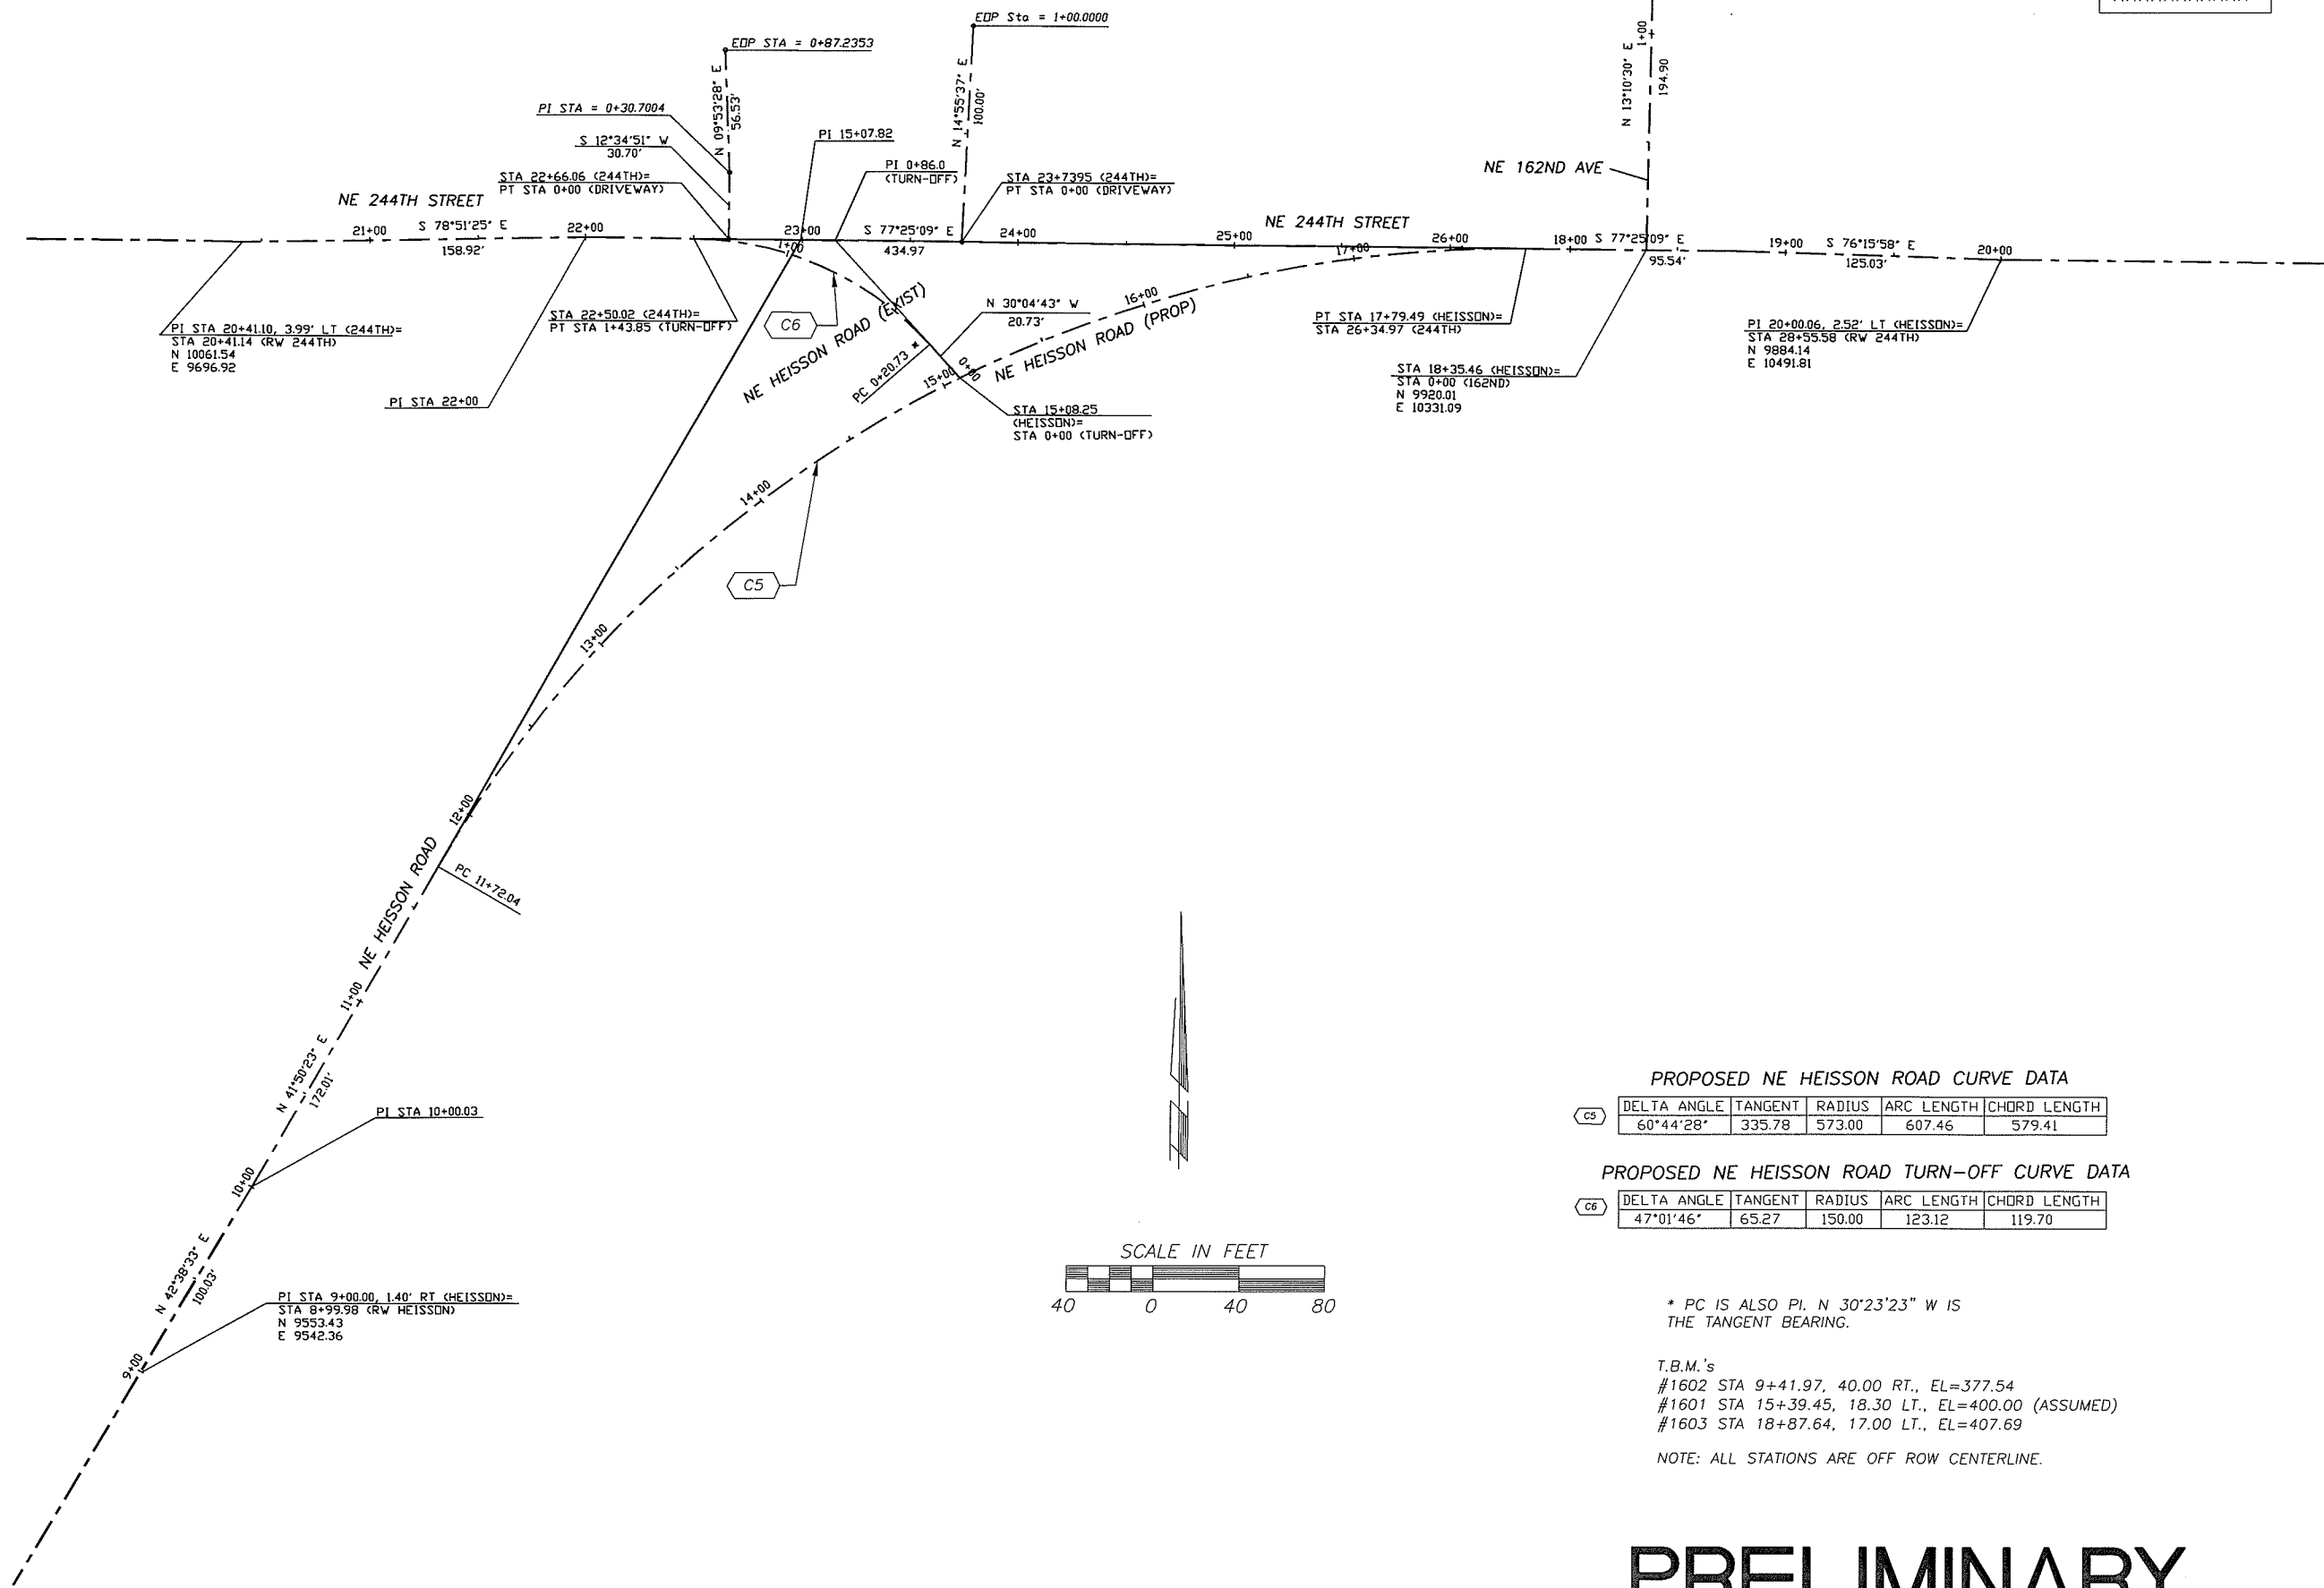 EOP STA = 0+87.2353
EOP Sta = 1+00.0000
N 09°53'28" E
56.53'
N 14°55'37" E
100.00'
N 13°10'30" E
194.90
1+00
PI STA = 0+30.7004
S 12°34'51" W
30.70'
PI 15+07.82
PI 0+86.0
(TURN-OFF)
STA 22+66.06 (244TH)=
PT STA 0+00 (DRIVEWAY)
STA 23+7395 (244TH)=
PT STA 0+00 (DRIVEWAY)
NE 162ND AVE
NE 244TH STREET
NE 244TH STREET
21+00
S 78°51'25" E
158.92'
22+00
23+00
1+00
S 77°25'09" E
434.97
24+00
25+00
26+00
17+00
18+00
S 77°25'09" E
95.54'
19+00
S 76°15'58" E
125.03'
20+00
PI STA 20+41.10, 3.99' LT (244TH)=
STA 20+41.14 (RW 244TH)
N 10061.54
E 9696.92
STA 22+50.02 (244TH)=
PT STA 1+43.85 (TURN-OFF)
C6
NE HEISSON ROAD (EXIST)
N 30°04'43" W
20.73'
16+00
NE HEISSON ROAD (PROP)
PT STA 17+79.49 (HEISSON)=
STA 26+34.97 (244TH)
PI 20+00.06, 2.52' LT (HEISSON)=
STA 28+55.58 (RW 244TH)
N 9884.14
E 10491.81
PI STA 22+00
PC 0+20.73 *
0+00
15+00
STA 18+35.46 (HEISSON)=
STA 0+00 (162ND)
N 9920.01
E 10331.09
STA 15+08.25
(HEISSON)=
STA 0+00 (TURN-OFF)
14+00
C5
13+00
12+00
NE HEISSON ROAD
PC 11+72.04
11+00
N 41°50'23" E
172.01'
PI STA 10+00.03
10+00
N 42°38'33" E
100.03'
PI STA 9+00.00, 1.40' RT (HEISSON)=
STA 8+99.98 (RW HEISSON)
N 9553.43
E 9542.36
9+00
SCALE IN FEET
40 0 40 80
PROPOSED NE HEISSON ROAD CURVE DATA
C5 DELTA ANGLE TANGENT RADIUS ARC LENGTH CHORD LENGTH
60°44'28" 335.78 573.00 607.46 579.41
PROPOSED NE HEISSON ROAD TURN-OFF CURVE DATA
C6 DELTA ANGLE TANGENT RADIUS ARC LENGTH CHORD LENGTH
47°01'46" 65.27 150.00 123.12 119.70
* PC IS ALSO PI. N 30°23'23" W IS
THE TANGENT BEARING.
T.B.M.'s
#1602 STA 9+41.97, 40.00 RT., EL=377.54
#1601 STA 15+39.45, 18.30 LT., EL=400.00 (ASSUMED)
#1603 STA 18+87.64, 17.00 LT., EL=407.69
NOTE: ALL STATIONS ARE OFF ROW CENTERLINE.
PRELIMINARY